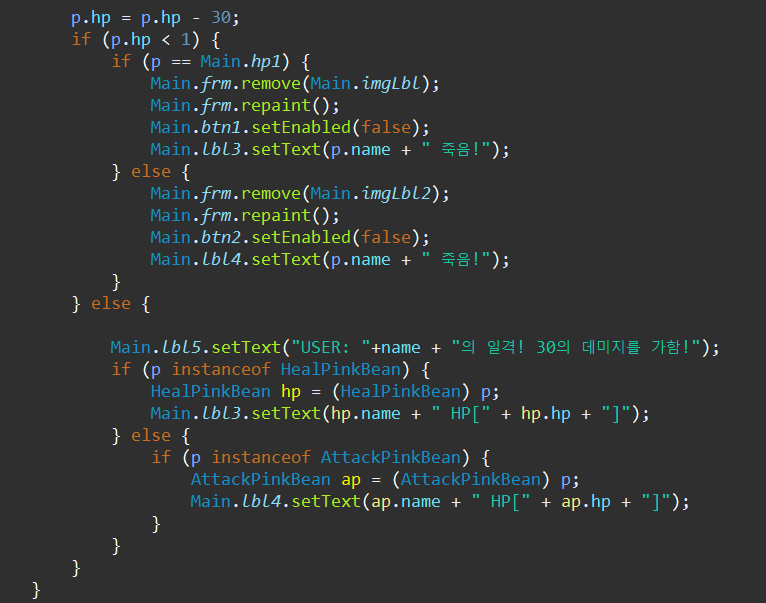 p.hp = p.hp - 30;
if (p.hp < 1) {
if (p == Main.hp1) {
Main.frm.remove(Main.imgLbl);
Main.frm.repaint();
Main.btn1.setEnabled(false);
Main.lbl3.setText(p.name + " 죽음!");
} else {
Main.frm.remove(Main.imgLbl2);
Main.frm.repaint();
Main.btn2.setEnabled(false);
Main.lbl4.setText(p.name + " 죽음!");
}
} else {
Main.lbl5.setText("USER: "+name + "의 일격! 30의 데미지를 가함!");
if (p instanceof HealPinkBean) {
HealPinkBean hp = (HealPinkBean) p;
Main.lbl3.setText(hp.name + " HP[" + hp.hp + "]");
} else {
if (p instanceof AttackPinkBean) {
AttackPinkBean ap = (AttackPinkBean) p;
Main.lbl4.setText(ap.name + " HP[" + ap.hp + "]");
}
}
}
}